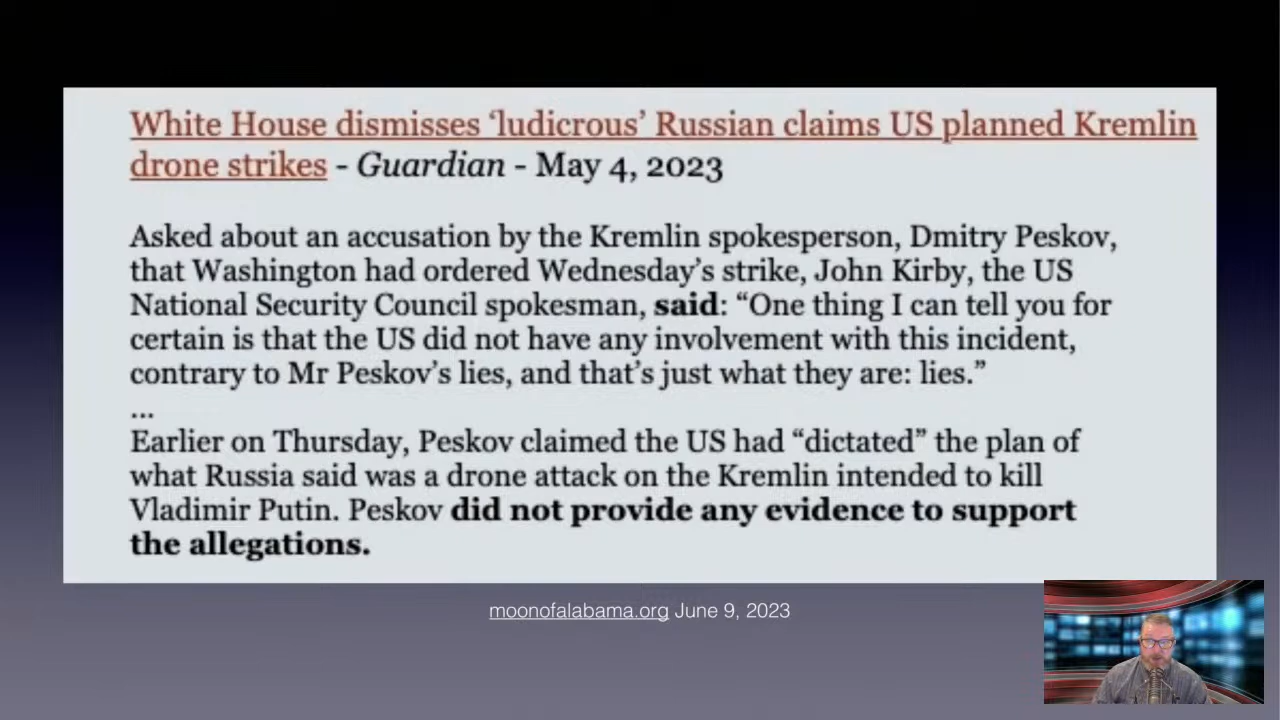 White House dismisses ‘ludicrous’ Russian claims US planned Kremlin
drone strikes - Guardian - May 4, 2023
Asked about an accusation by the Kremlin spokesperson, Dmitry Peskov,
that Washington had ordered Wednesday’s strike, John Kirby, the US
National Security Council spokesman, said: “One thing I can tell you for
certain is that the US did not have any involvement with this incident,
contrary to Mr Peskov’s lies, and that’s just what they are: lies.”
...
Earlier on Thursday, Peskov claimed the US had “dictated” the plan of
what Russia said was a drone attack on the Kremlin intended to kill
Vladimir Putin. Peskov did not provide any evidence to support
the allegations.
moonofalabama.org June 9, 2023